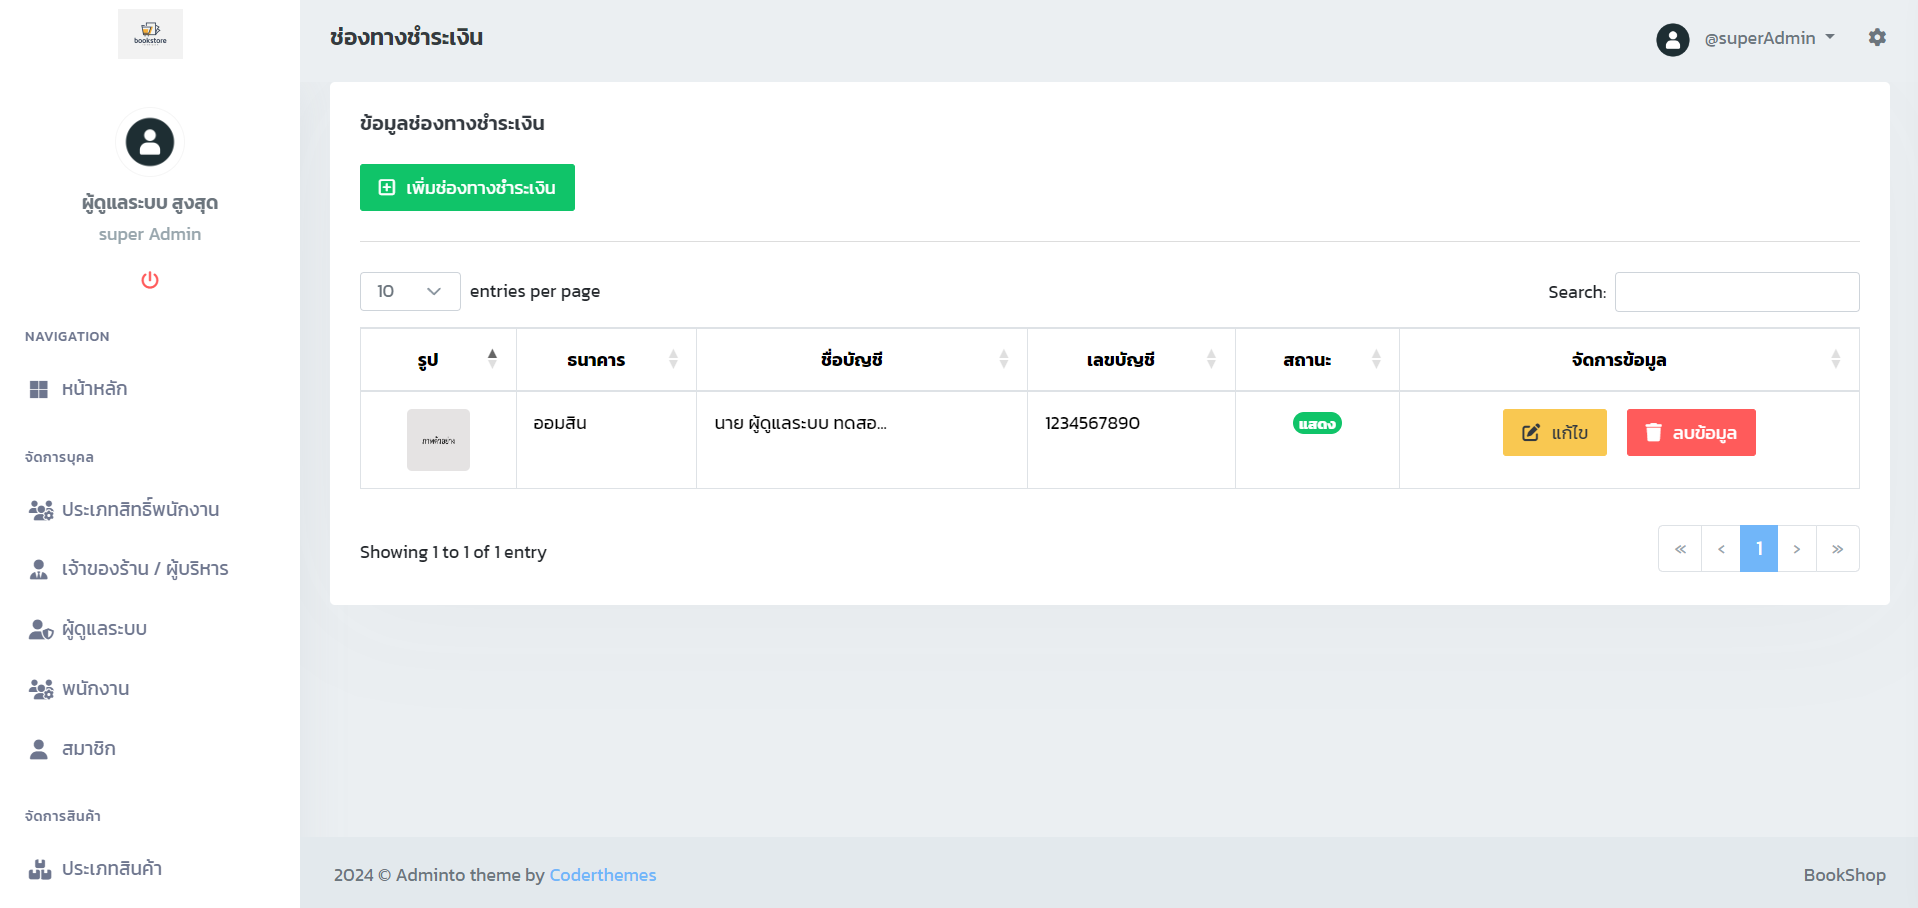 bookstore
ผู้ดูแลระบบ สูงสุด
super Admin
NAVIGATION
หน้าหลัก
จัดการบุคล
ประเภทสิทธิ์พนักงาน
เจ้าของร้าน / ผู้บริหาร
ผู้ดูแลระบบ
พนักงาน
สมาชิก
จัดการสินค้า
ประเภทสินค้า
ช่องทางชำระเงิน
@superAdmin
ข้อมูลช่องทางชำระเงิน
เพิ่มช่องทางชำระเงิน
10 entries per page
Search:
รูป ธนาคาร ชื่อบัญชี เลขบัญชี สถานะ จัดการข้อมูล
ภาพตัวอย่าง ออมสิน นาย ผู้ดูแลระบบ ทดสอ... 1234567890 แสดง แก้ไข ลบข้อมูล
Showing 1 to 1 of 1 entry
« ‹ 1 › »
2024 © Adminto theme by Coderthemes
BookShop